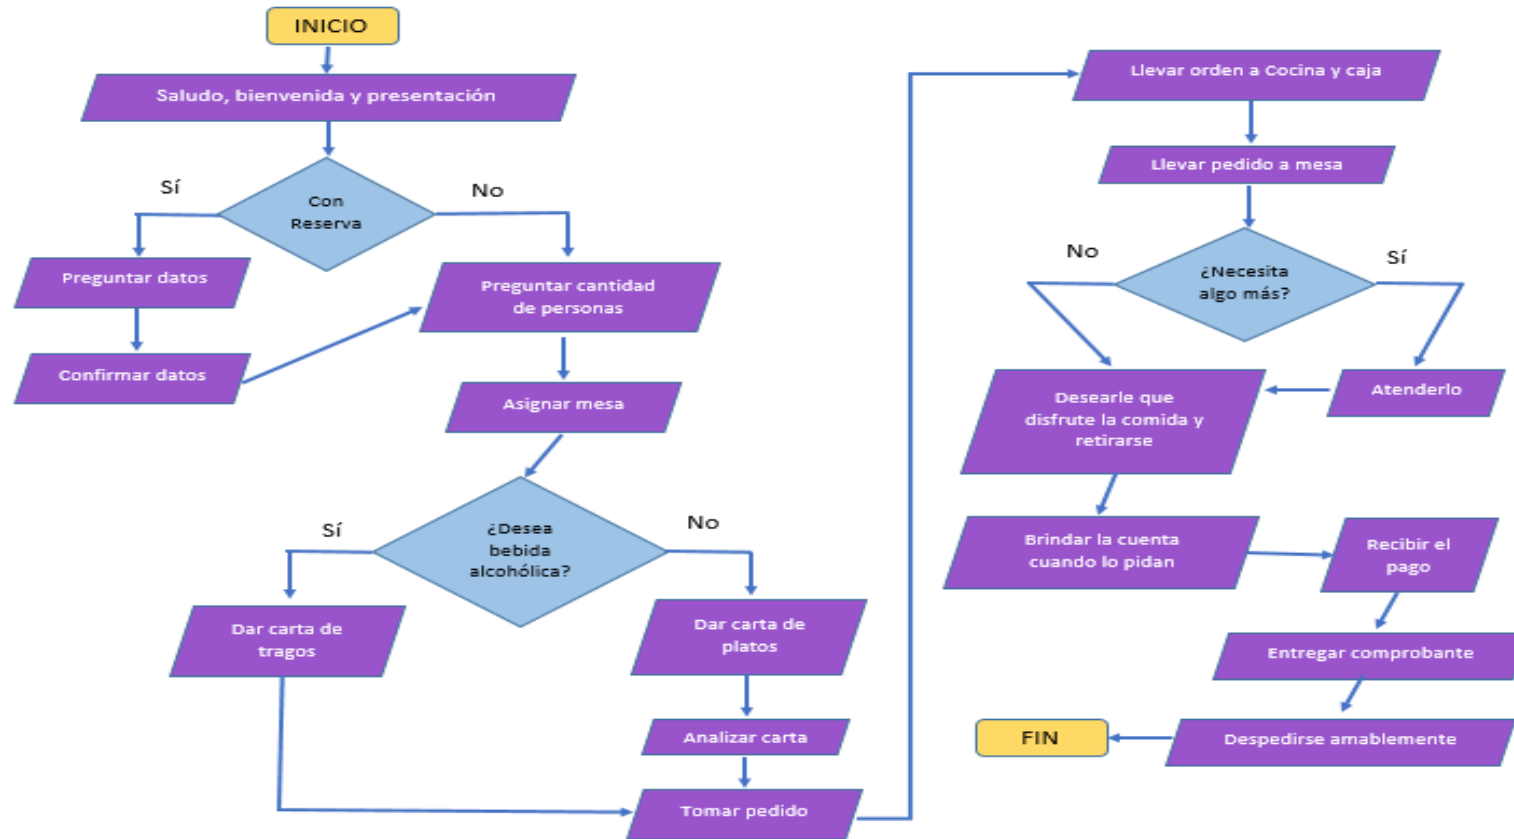 INICIO
Saludo, bienvenida y presentación
Con
Reserva
Sí
No
Preguntar datos
Confirmar datos
Preguntar cantidad
de personas
Asignar mesa
¿Desea
bebida
alcohólica?
Sí
No
Dar carta de
tragos
Dar carta de
platos
Analizar carta
Tomar pedido
Llevar orden a Cocina y caja
Llevar pedido a mesa
¿Necesita
algo más?
No
Sí
Atenderlo
Desearle que
disfrute la comida y
retirarse
Brindar la cuenta
cuando lo pidan
Recibir el
pago
Entregar comprobante
Despedirse amablemente
FIN